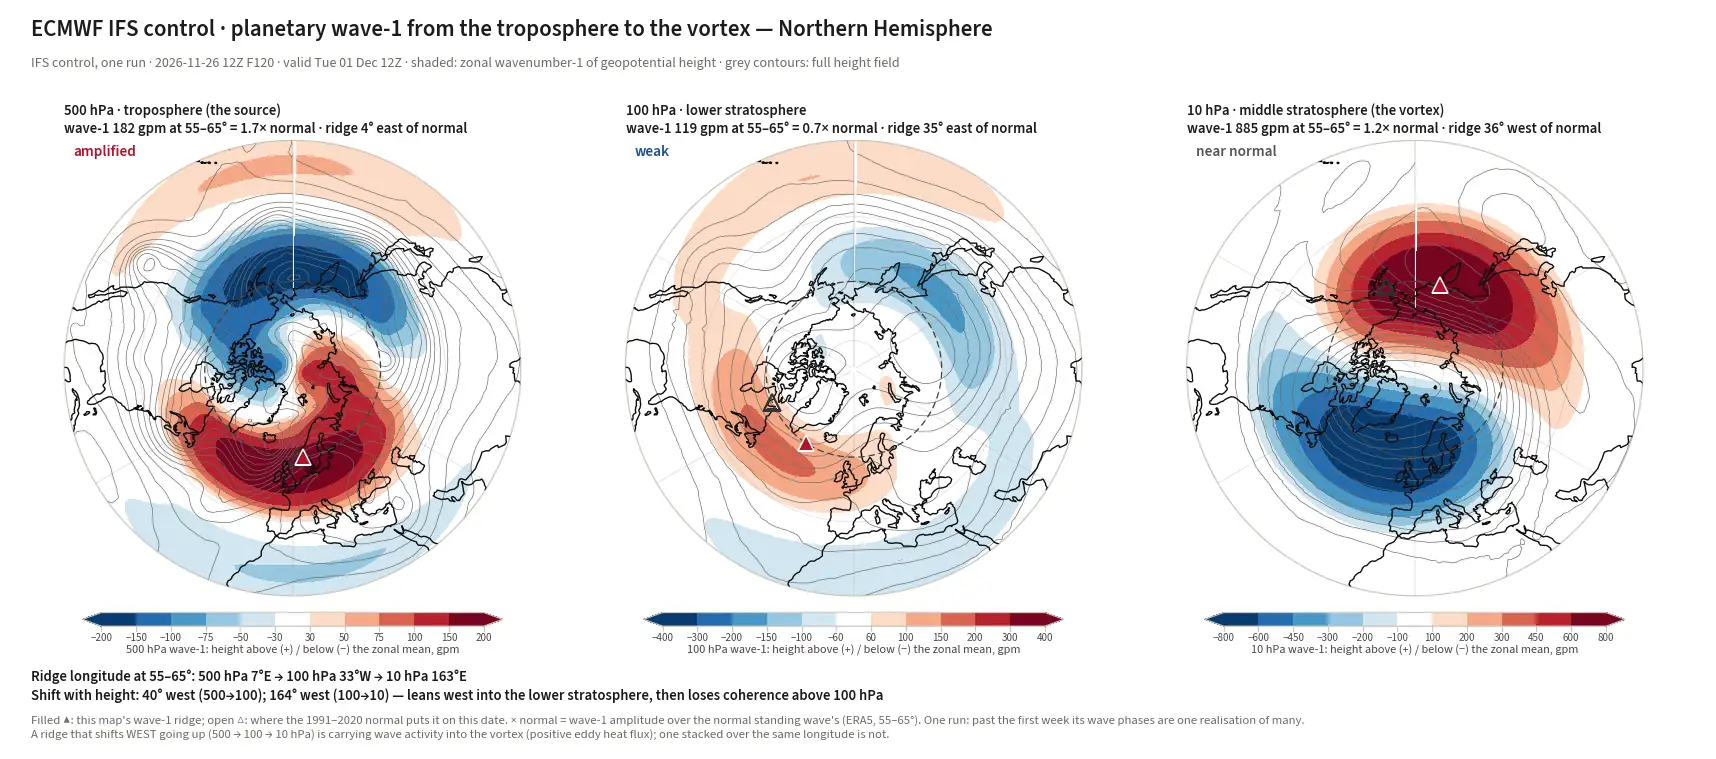 ECMWF IFS control · planetary wave-1 from the troposphere to the vortex — Northern Hemisphere
IFS control, one run · 2026-11-26 12Z F120 · valid Tue 01 Dec 12Z · shaded: zonal wavenumber-1 of geopotential height · grey contours: full height field
500 hPa · troposphere (the source)
wave-1 182 gpm at 55–65° = 1.7× normal · ridge 4° east of normal
amplified
100 hPa · lower stratosphere
wave-1 119 gpm at 55–65° = 0.7× normal · ridge 35° east of normal
weak
10 hPa · middle stratosphere (the vortex)
wave-1 885 gpm at 55–65° = 1.2× normal · ridge 36° west of normal
near normal
−200 −150 −100 −75 −50 −30 30 50 75 100 150 200
500 hPa wave-1: height above (+) / below (−) the zonal mean, gpm
−400 −300 −200 −150 −100 −60 60 100 150 200 300 400
100 hPa wave-1: height above (+) / below (−) the zonal mean, gpm
−800 −600 −450 −300 −200 −100 100 200 300 450 600 800
10 hPa wave-1: height above (+) / below (−) the zonal mean, gpm
Ridge longitude at 55–65°: 500 hPa 7°E → 100 hPa 33°W → 10 hPa 163°E
Shift with height: 40° west (500→100); 164° west (100→10) — leans west into the lower stratosphere, then loses coherence above 100 hPa
Filled ▲: this map's wave-1 ridge; open △: where the 1991–2020 normal puts it on this date. × normal = wave-1 amplitude over the normal standing wave's (ERA5, 55–65°). One run: past the first week its wave phases are one realisation of many.
A ridge that shifts WEST going up (500 → 100 → 10 hPa) is carrying wave activity into the vortex (positive eddy heat flux); one stacked over the same longitude is not.